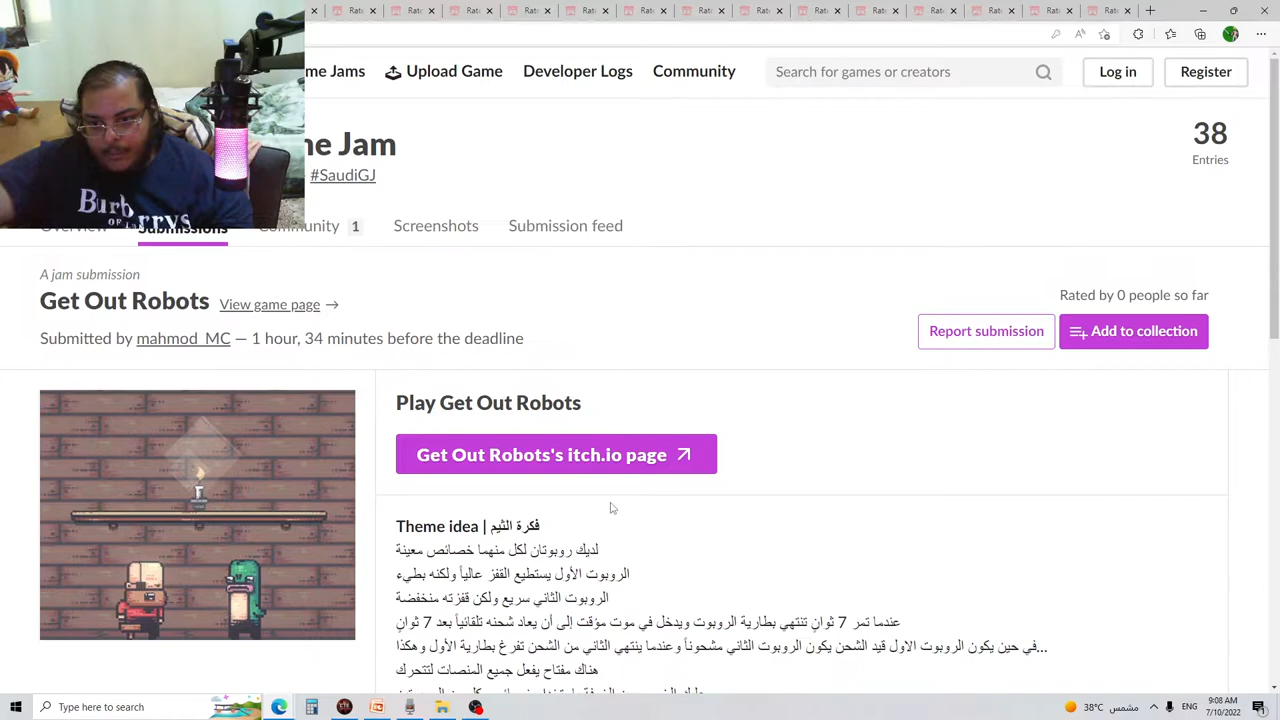 me Jams
Upload Game
Developer Logs
Community
Search for games or creators
Log in
Register
ne Jam
38
Entries
#SaudiGJ
Burberrys
OF
Overview
Submissions
Community 1
Screenshots
Submission feed
A jam submission
Get Out Robots
View game page →
Rated by 0 people so far
Submitted by mahmod_MC — 1 hour, 34 minutes before the deadline
Report submission
Add to collection
Play Get Out Robots
Get Out Robots's itch.io page
Theme idea | فكرة الثيم
لديك روبوتان لكل منهما خصائص معينة
الروبوت الأول يستطيع القفز عالياً ولكنه بطيء
الروبوت الثاني سريع ولكن قفزته منخفضة
عندما تمر 7 ثوانٍ تنتهي بطارية الروبوت ويدخل في موت مؤقت إلى أن يعاد شحنه تلقائياً بعد 7 ثوانٍ
في حين يكون الروبوت الاول قيد الشحن يكون الروبوت الثاني مشحوناً وعندما ينتهي الثاني من الشحن تفرغ بطارية الأول وهكذا...
هناك مفتاح يفعل جميع المنصات لتتحرك
Type here to search
38°C مشمس
ENG
9:08 AM
7/10/2022